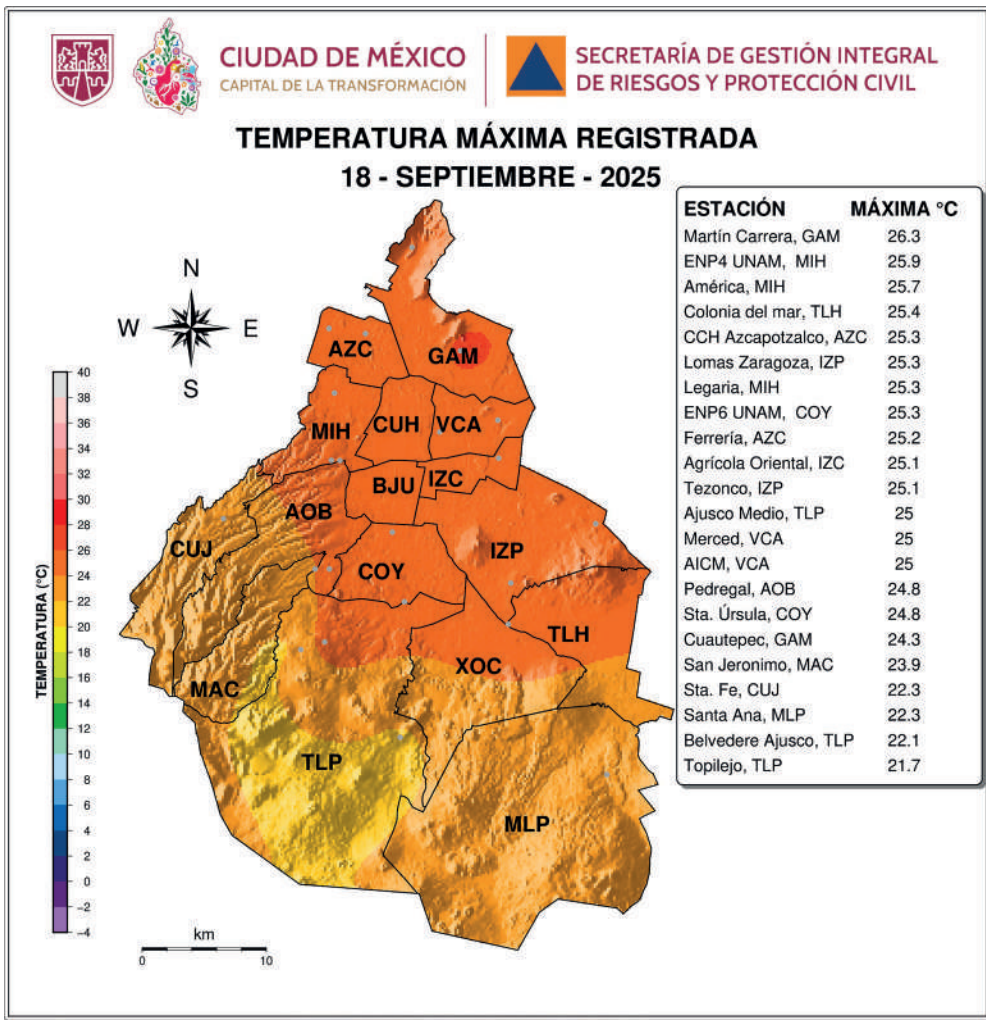 CIUDAD DE MÉXICO
CAPITAL DE LA TRANSFORMACIÓN
SECRETARÍA DE GESTIÓN INTEGRAL
DE RIESGOS Y PROTECCIÓN CIVIL
TEMPERATURA MÁXIMA REGISTRADA
18 - SEPTIEMBRE - 2025
ESTACIÓN MÁXIMA °C
Martín Carrera, GAM 26.3
ENP4 UNAM, MIH 25.9
América, MIH 25.7
Colonia del mar, TLH 25.4
CCH Azcapotzalco, AZC 25.3
Lomas Zaragoza, IZP 25.3
Legaria, MIH 25.3
ENP6 UNAM, COY 25.3
Ferrería, AZC 25.2
Agrícola Oriental, IZC 25.1
Tezonco, IZP 25.1
Ajusco Medio, TLP 25
Merced, VCA 25
AICM, VCA 25
Pedregal, AOB 24.8
Sta. Úrsula, COY 24.8
Cuautepec, GAM 24.3
San Jeronimo, MAC 23.9
Sta. Fe, CUJ 22.3
Santa Ana, MLP 22.3
Belvedere Ajusco, TLP 22.1
Topilejo, TLP 21.7
N
W E
S
AZC
GAM
MIH
CUH
VCA
BJU
IZC
AOB
CUJ
COY
IZP
TLH
XOC
MAC
TLP
MLP
TEMPERATURA (°C)
40
38
36
34
32
30
28
26
24
22
20
18
16
14
12
10
8
6
4
2
0
−2
−4
km
0 10